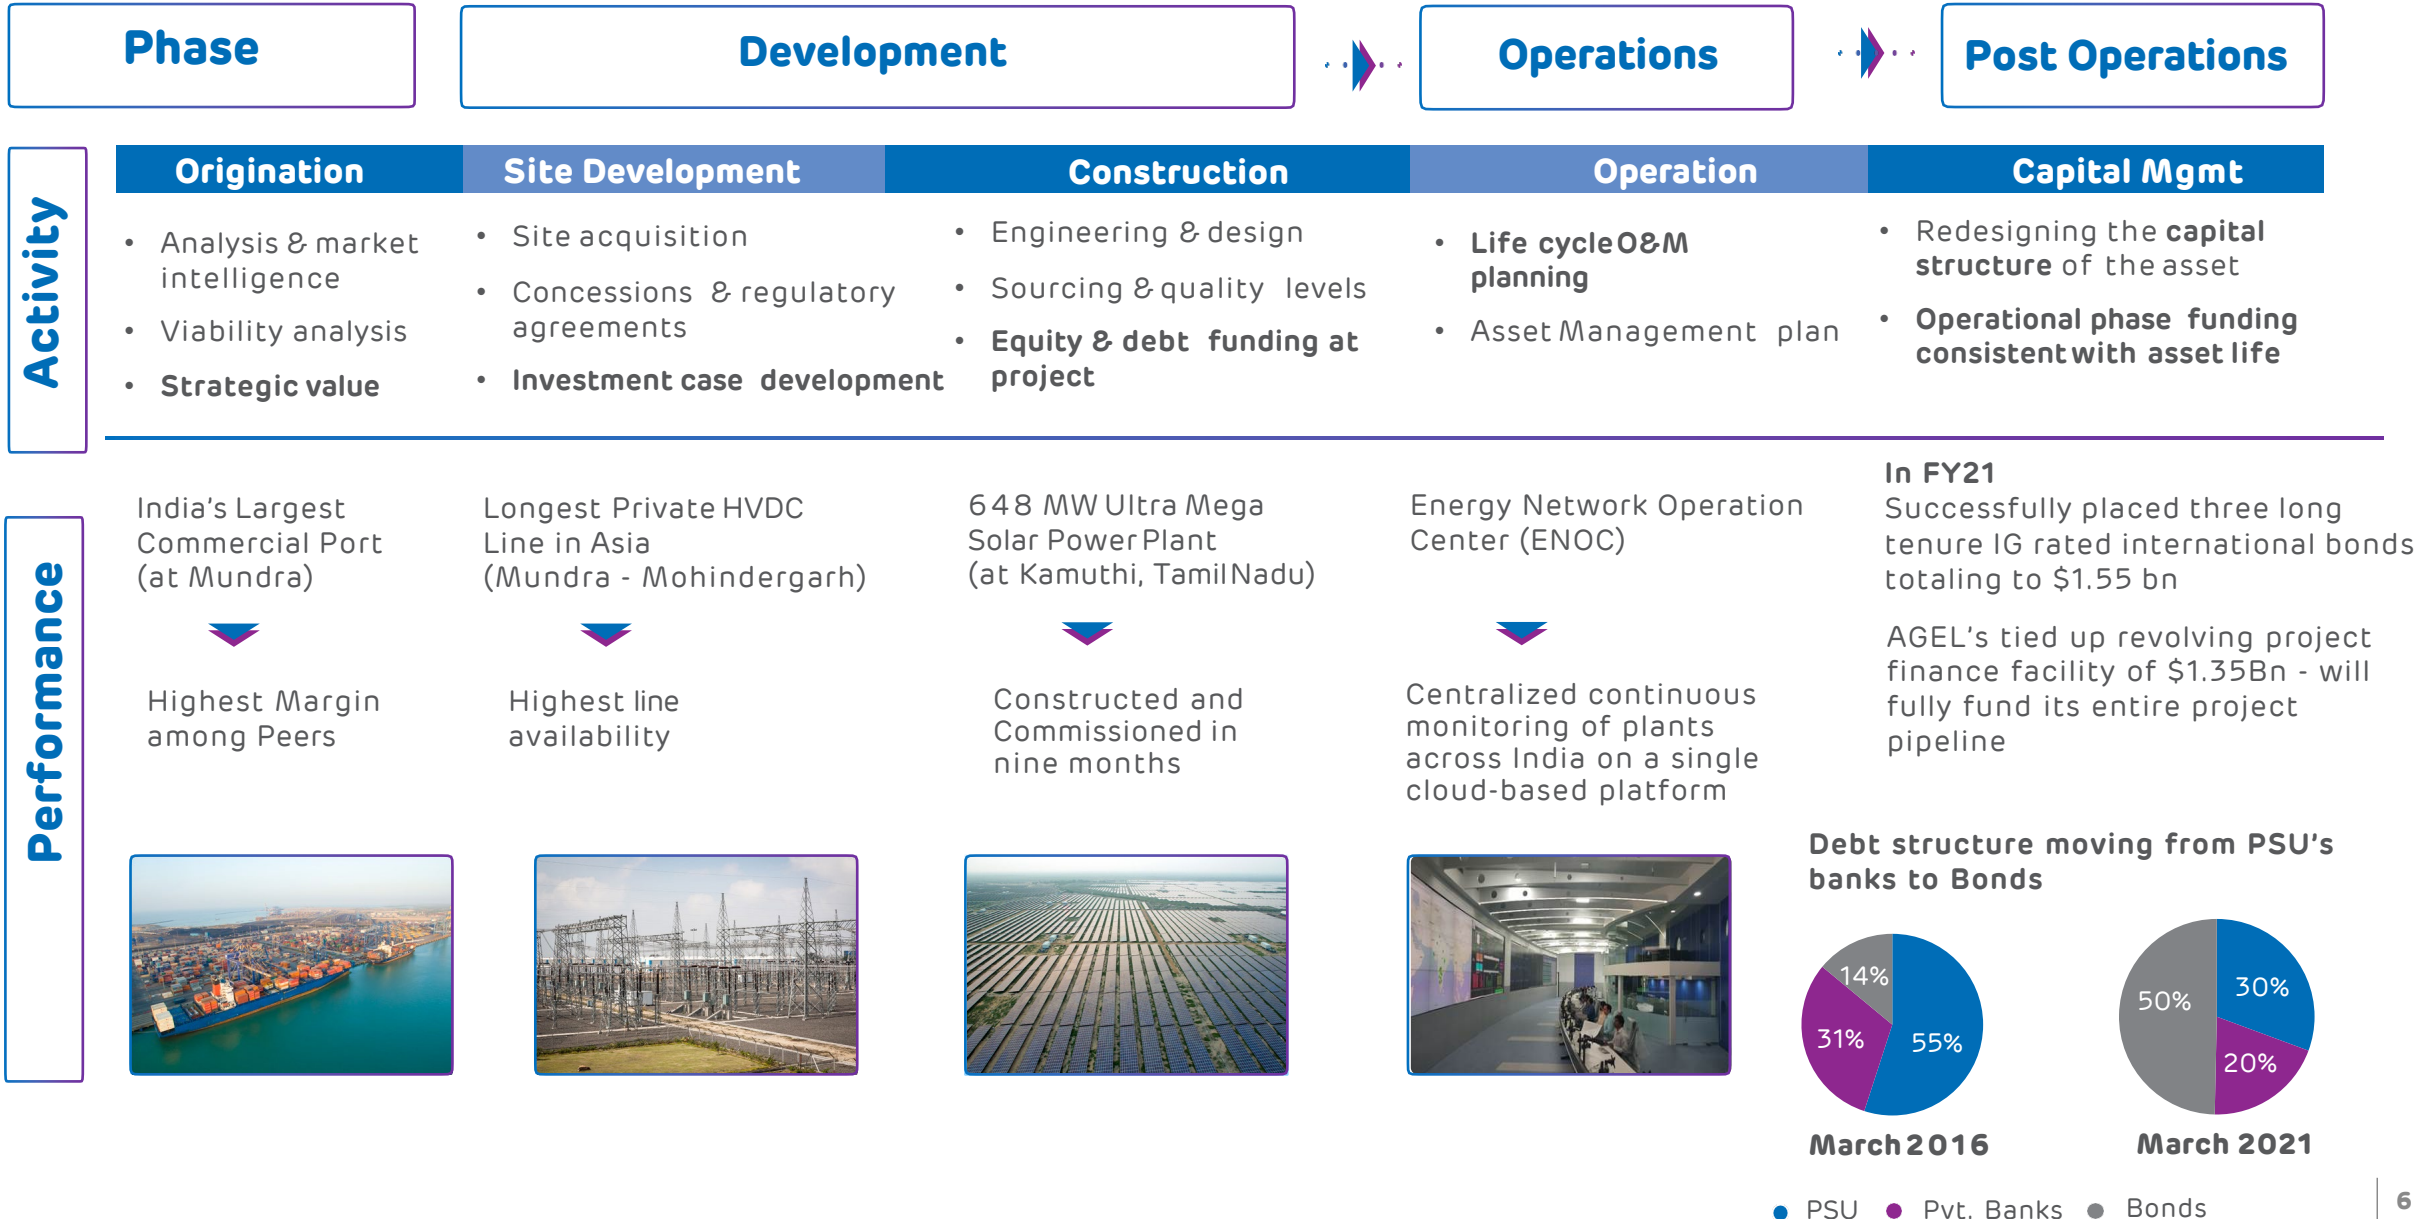 Phase
Development
Operations
Post Operations
Activity
Origination
Site Development
Construction
Operation
Capital Mgmt
• Analysis & market
intelligence
• Viability analysis
• Strategic value
• Site acquisition
• Concessions & regulatory
agreements
• Investment case development
• Engineering & design
• Sourcing & quality levels
• Equity & debt funding at
project
• Life cycle O&M
planning
• Asset Management plan
• Redesigning the capital
structure of the asset
• Operational phase funding
consistent with asset life
Performance
India's Largest
Commercial Port
(at Mundra)
Highest Margin
among Peers
Longest Private HVDC
Line in Asia
(Mundra - Mohindergarh)
Highest line
availability
648 MW Ultra Mega
Solar Power Plant
(at Kamuthi, Tamil Nadu)
Constructed and
Commissioned in
nine months
Energy Network Operation
Center (ENOC)
Centralized continuous
monitoring of plants
across India on a single
cloud-based platform
In FY21
Successfully placed three long
tenure IG rated international bonds
totaling to $1.55 bn
AGEL's tied up revolving project
finance facility of $1.35Bn - will
fully fund its entire project
pipeline
Debt structure moving from PSU's
banks to Bonds
14%
31%
55%
March 2016
50%
30%
20%
March 2021
PSU
Pvt. Banks
Bonds
6